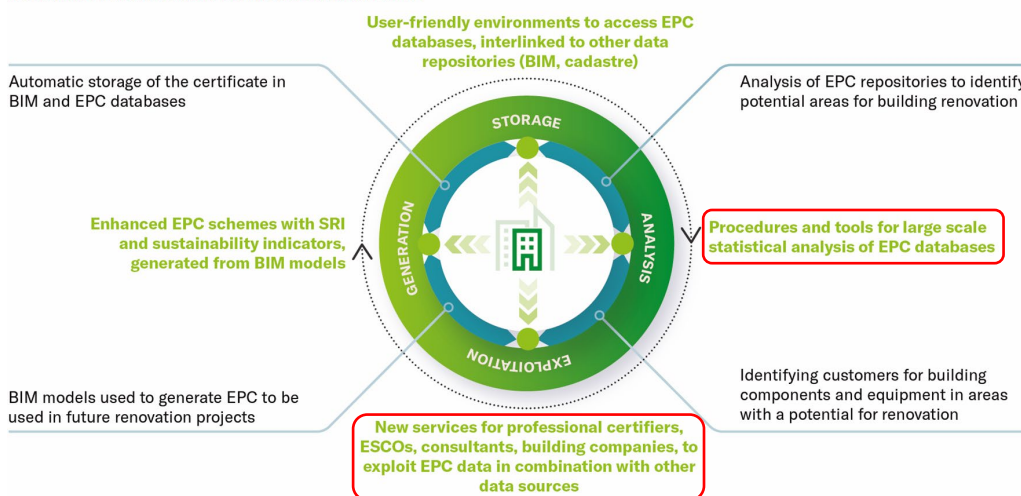 User-friendly environments to access EPC
databases, interlinked to other data
repositories (BIM, cadastre)
Automatic storage of the certificate in
BIM and EPC databases
Analysis of EPC repositories to identify
potential areas for building renovation
STORAGE
GENERATION
ANALYSIS
EXPLOITATION
Enhanced EPC schemes with SRI
and sustainability indicators,
generated from BIM models
Procedures and tools for large scale
statistical analysis of EPC databases
BIM models used to generate EPC to be
used in future renovation projects
Identifying customers for building
components and equipment in areas
with a potential for renovation
New services for professional certifiers,
ESCOs, consultants, building companies, to
exploit EPC data in combination with other
data sources